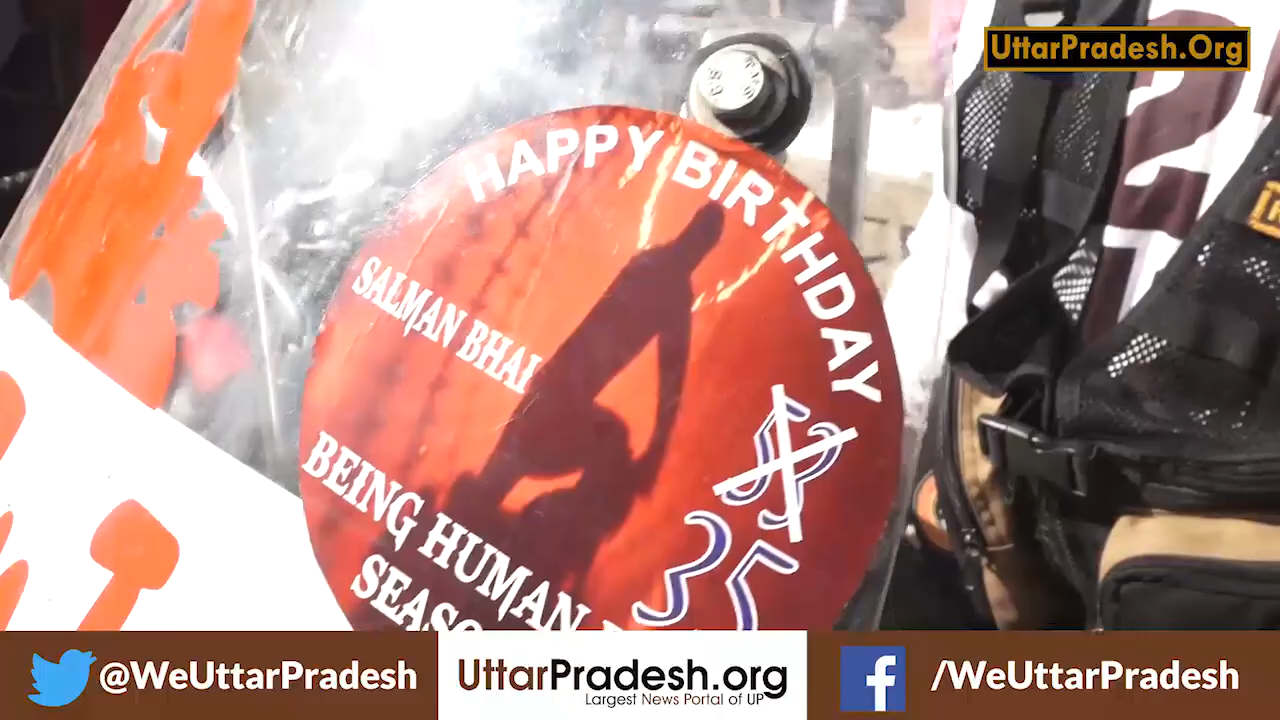 UttarPradesh.Org
HAPPY BIRTHDAY
SALMAN BHAI
35
BEING HUMAN
@WeUttarPradesh
UttarPradesh.org
Largest News Portal of UP
/WeUttarPradesh